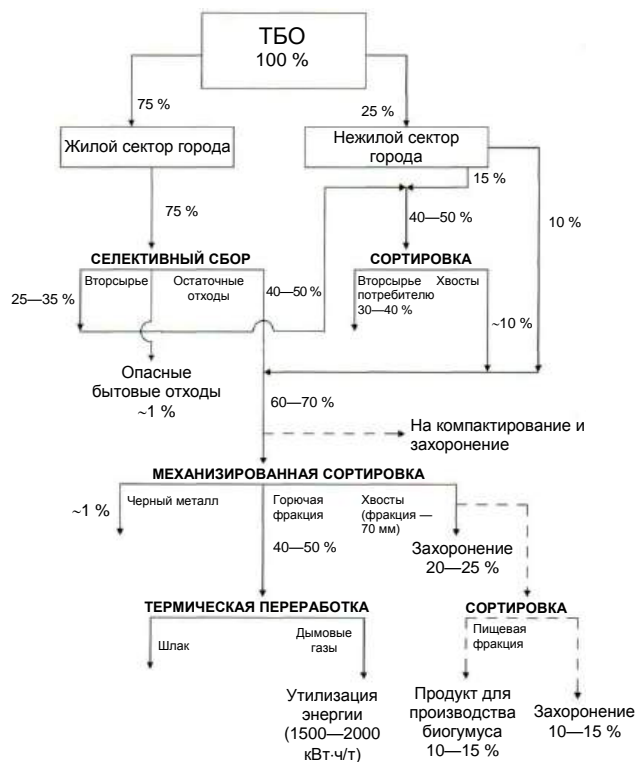 ТБО
100 %
75 %
25 %
Жилой сектор города
Нежилой сектор
города
15 %
75 %
40—50 %
10 %
СЕЛЕКТИВНЫЙ СБОР
СОРТИРОВКА
25—35 %
Вторсырье
Остаточные
отходы
40—50 %
Вторсырье
потребителю
30—40 %
Хвосты
~10 %
Опасные
бытовые отходы
~1 %
60—70 %
На компактирование и
захоронение
МЕХАНИЗИРОВАННАЯ СОРТИРОВКА
~1 %
Черный металл
Горючая
фракция
40—50 %
Хвосты
(фракция —
70 мм)
Захоронение
20—25 %
ТЕРМИЧЕСКАЯ ПЕРЕРАБОТКА
СОРТИРОВКА
Шлак
Дымовые
газы
Пищевая
фракция
Утилизация
энергии
(1500—2000
кВт·ч/т)
Продукт для
производства
биогумуса
10—15 %
Захоронение
10—15 %